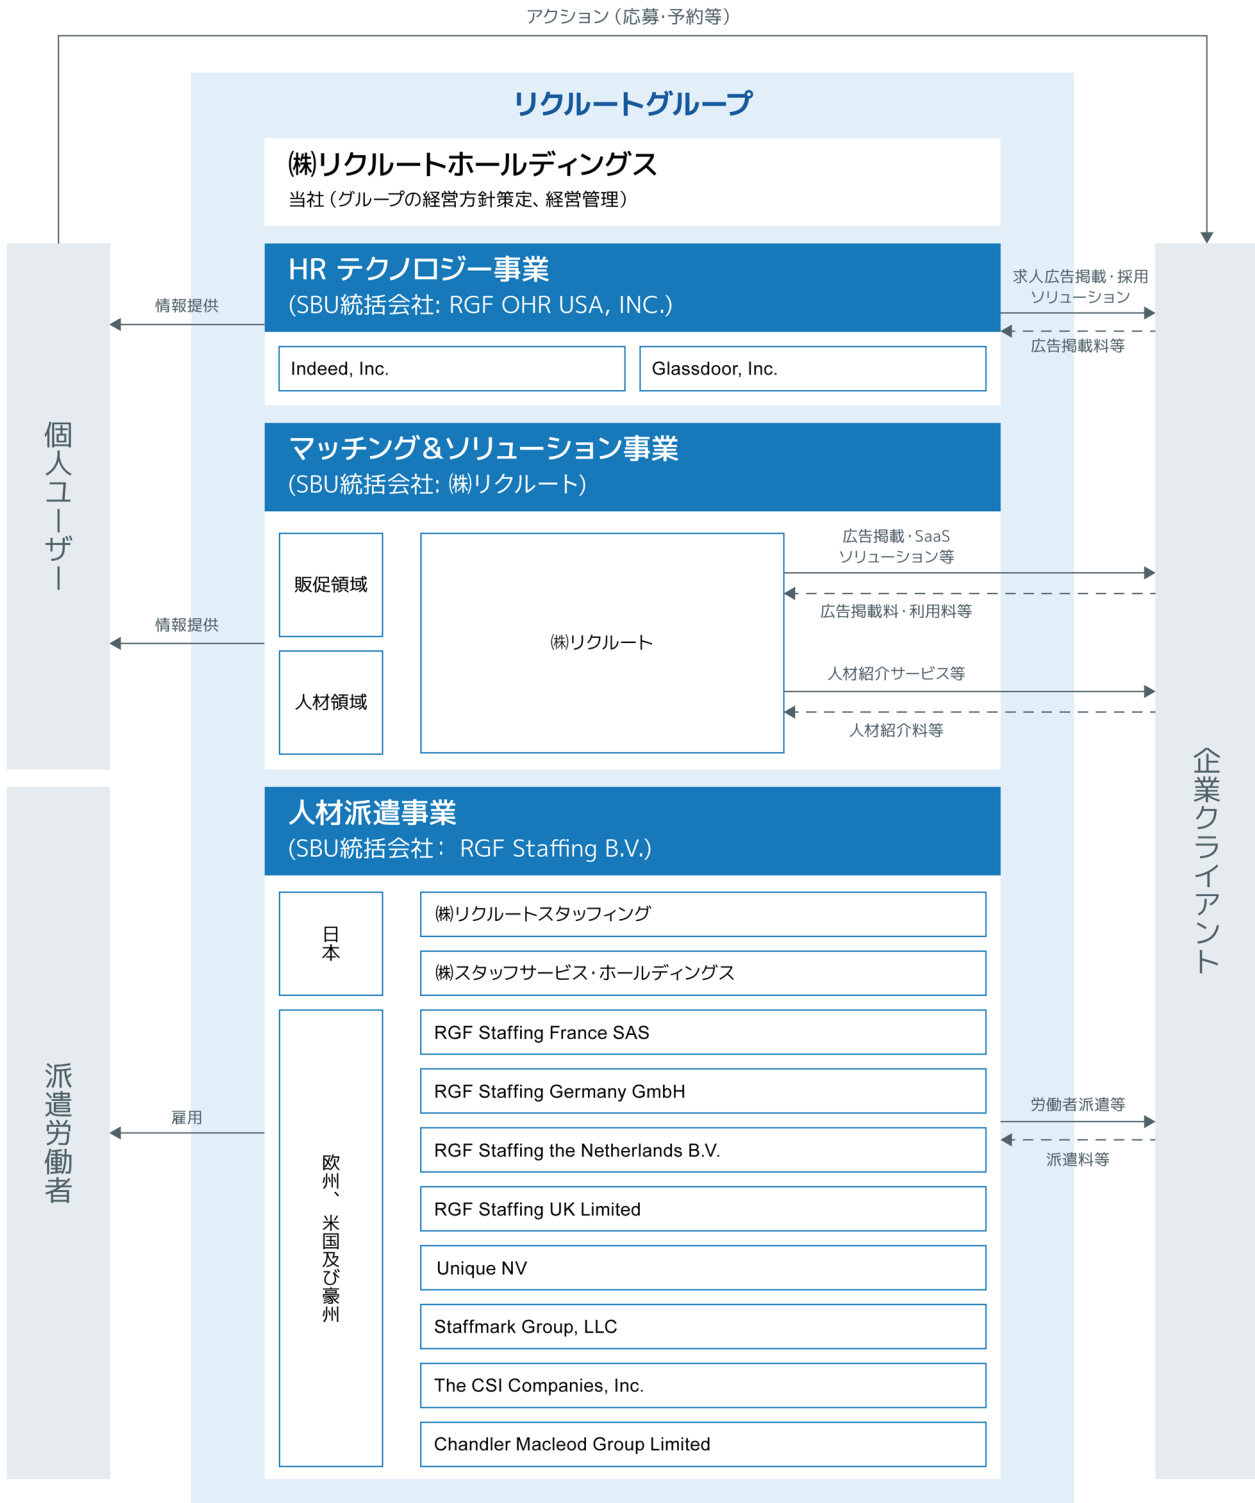 アクション（応募・予約等）
リクルートグループ
㈱リクルートホールディングス
当社（グループの経営方針策定、経営管理）
HR テクノロジー事業
(SBU統括会社: RGF OHR USA, INC.)
情報提供
求人広告掲載・採用
ソリューション
広告掲載料等
Indeed, Inc.
Glassdoor, Inc.
個人ユーザー
マッチング＆ソリューション事業
(SBU統括会社: ㈱リクルート)
販促領域
人材領域
㈱リクルート
情報提供
広告掲載・SaaS
ソリューション等
広告掲載料・利用料等
人材紹介サービス等
人材紹介料等
企業クライアント
人材派遣事業
(SBU統括会社： RGF Staffing B.V.)
日本
㈱リクルートスタッフィング
㈱スタッフサービス・ホールディングス
派遣労働者
雇用
欧州、米国及び豪州
RGF Staffing France SAS
RGF Staffing Germany GmbH
RGF Staffing the Netherlands B.V.
RGF Staffing UK Limited
Unique NV
Staffmark Group, LLC
The CSI Companies, Inc.
Chandler Macleod Group Limited
労働者派遣等
派遣料等